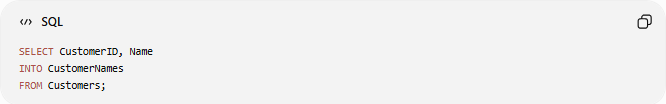 SQL
SELECT CustomerID, Name
INTO CustomerNames
FROM Customers;